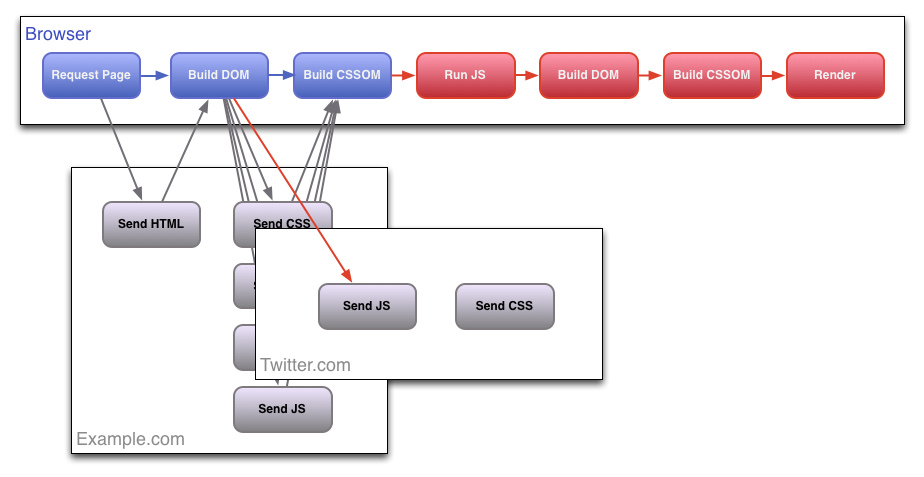 Browser
Request Page
Build DOM
Build CSSOM
Run JS
Build DOM
Build CSSOM
Render
Send HTML
Send CSS
Send JS
Send CSS
Twitter.com
Send JS
Example.com